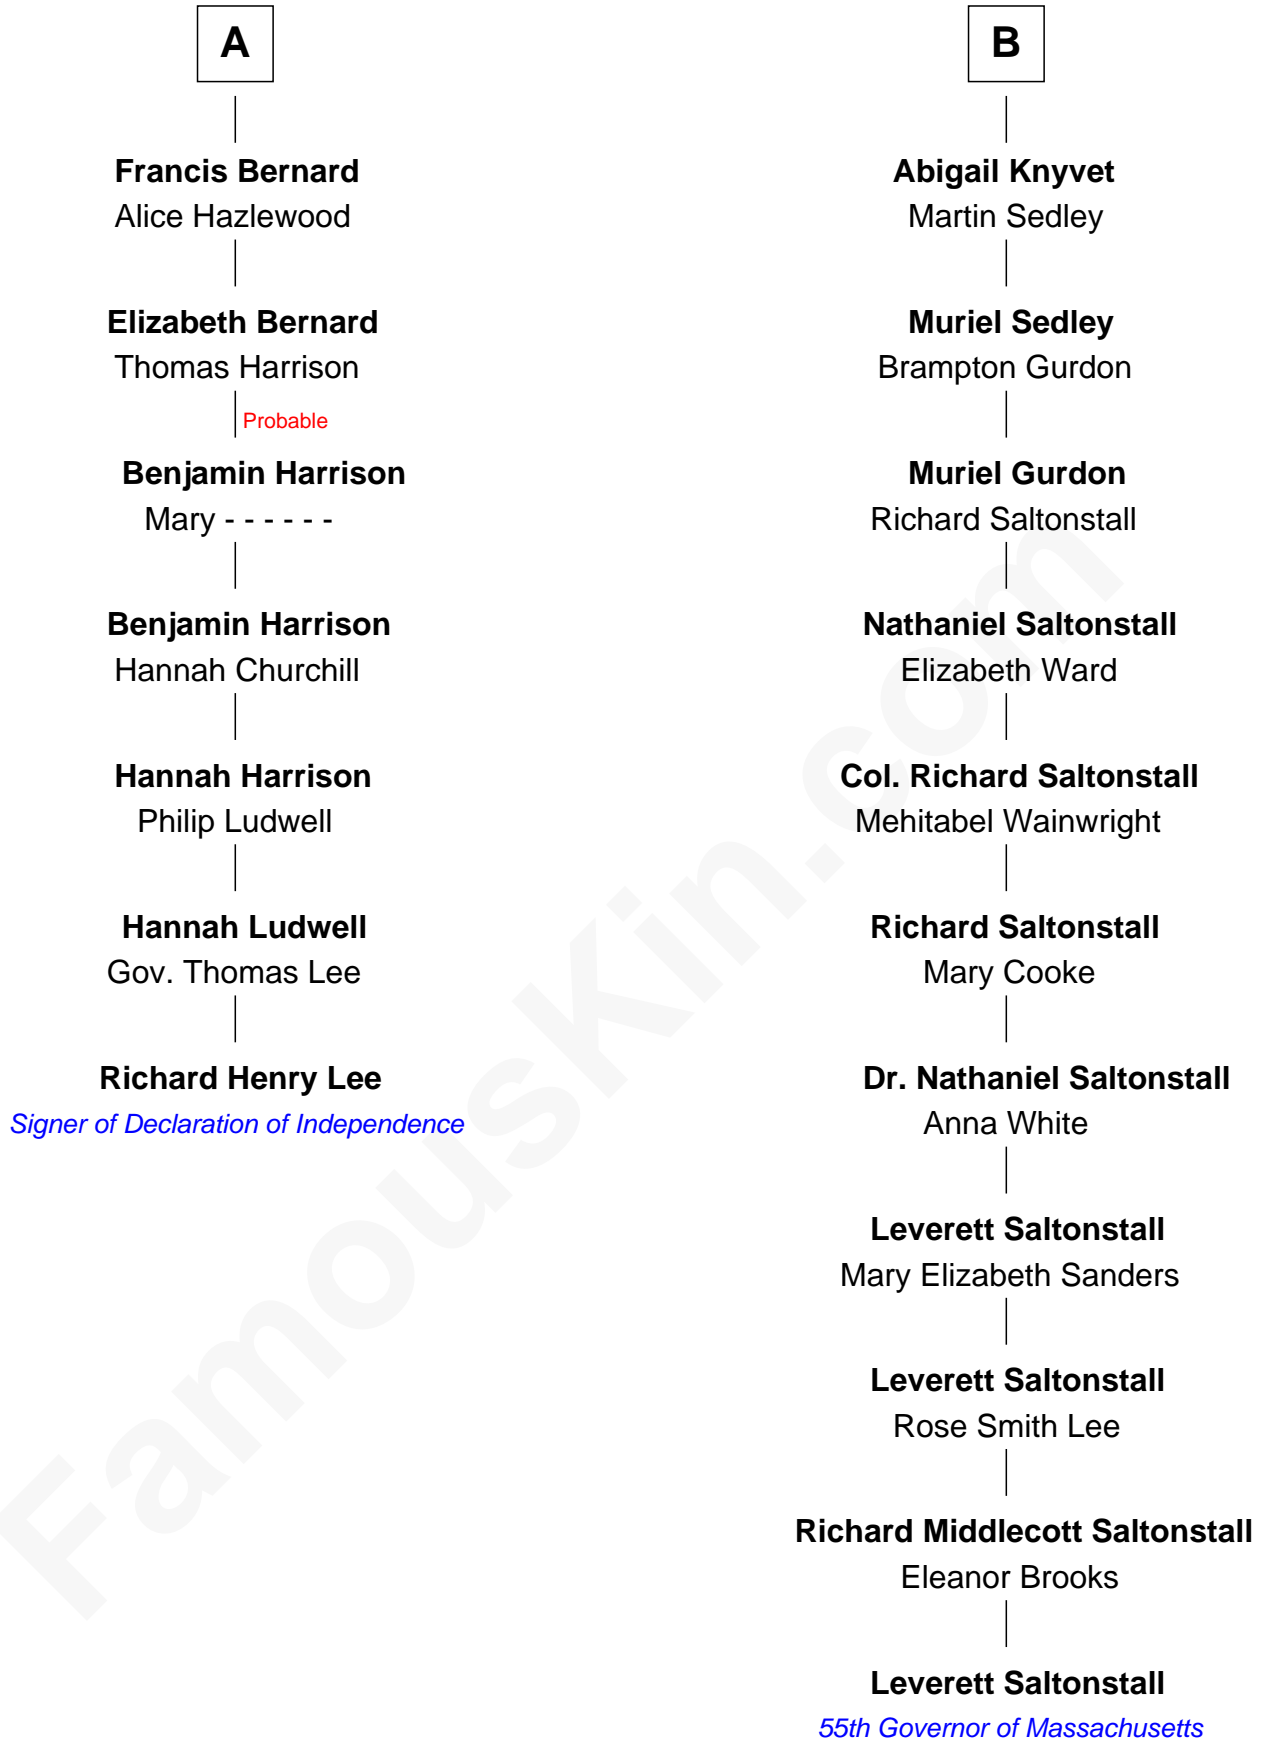 A
Francis Bernard
Alice Hazlewood
Elizabeth Bernard
Thomas Harrison
Probable
Benjamin Harrison
Mary - - - - - -
Benjamin Harrison
Hannah Churchill
Hannah Harrison
Philip Ludwell
Hannah Ludwell
Gov. Thomas Lee
Richard Henry Lee
Signer of Declaration of Independence
B
Abigail Knyvet
Martin Sedley
Muriel Sedley
Brampton Gurdon
Muriel Gurdon
Richard Saltonstall
Nathaniel Saltonstall
Elizabeth Ward
Col. Richard Saltonstall
Mehitabel Wainwright
Richard Saltonstall
Mary Cooke
Dr. Nathaniel Saltonstall
Anna White
Leverett Saltonstall
Mary Elizabeth Sanders
Leverett Saltonstall
Rose Smith Lee
Richard Middlecott Saltonstall
Eleanor Brooks
Leverett Saltonstall
55th Governor of Massachusetts
FamousKin.com